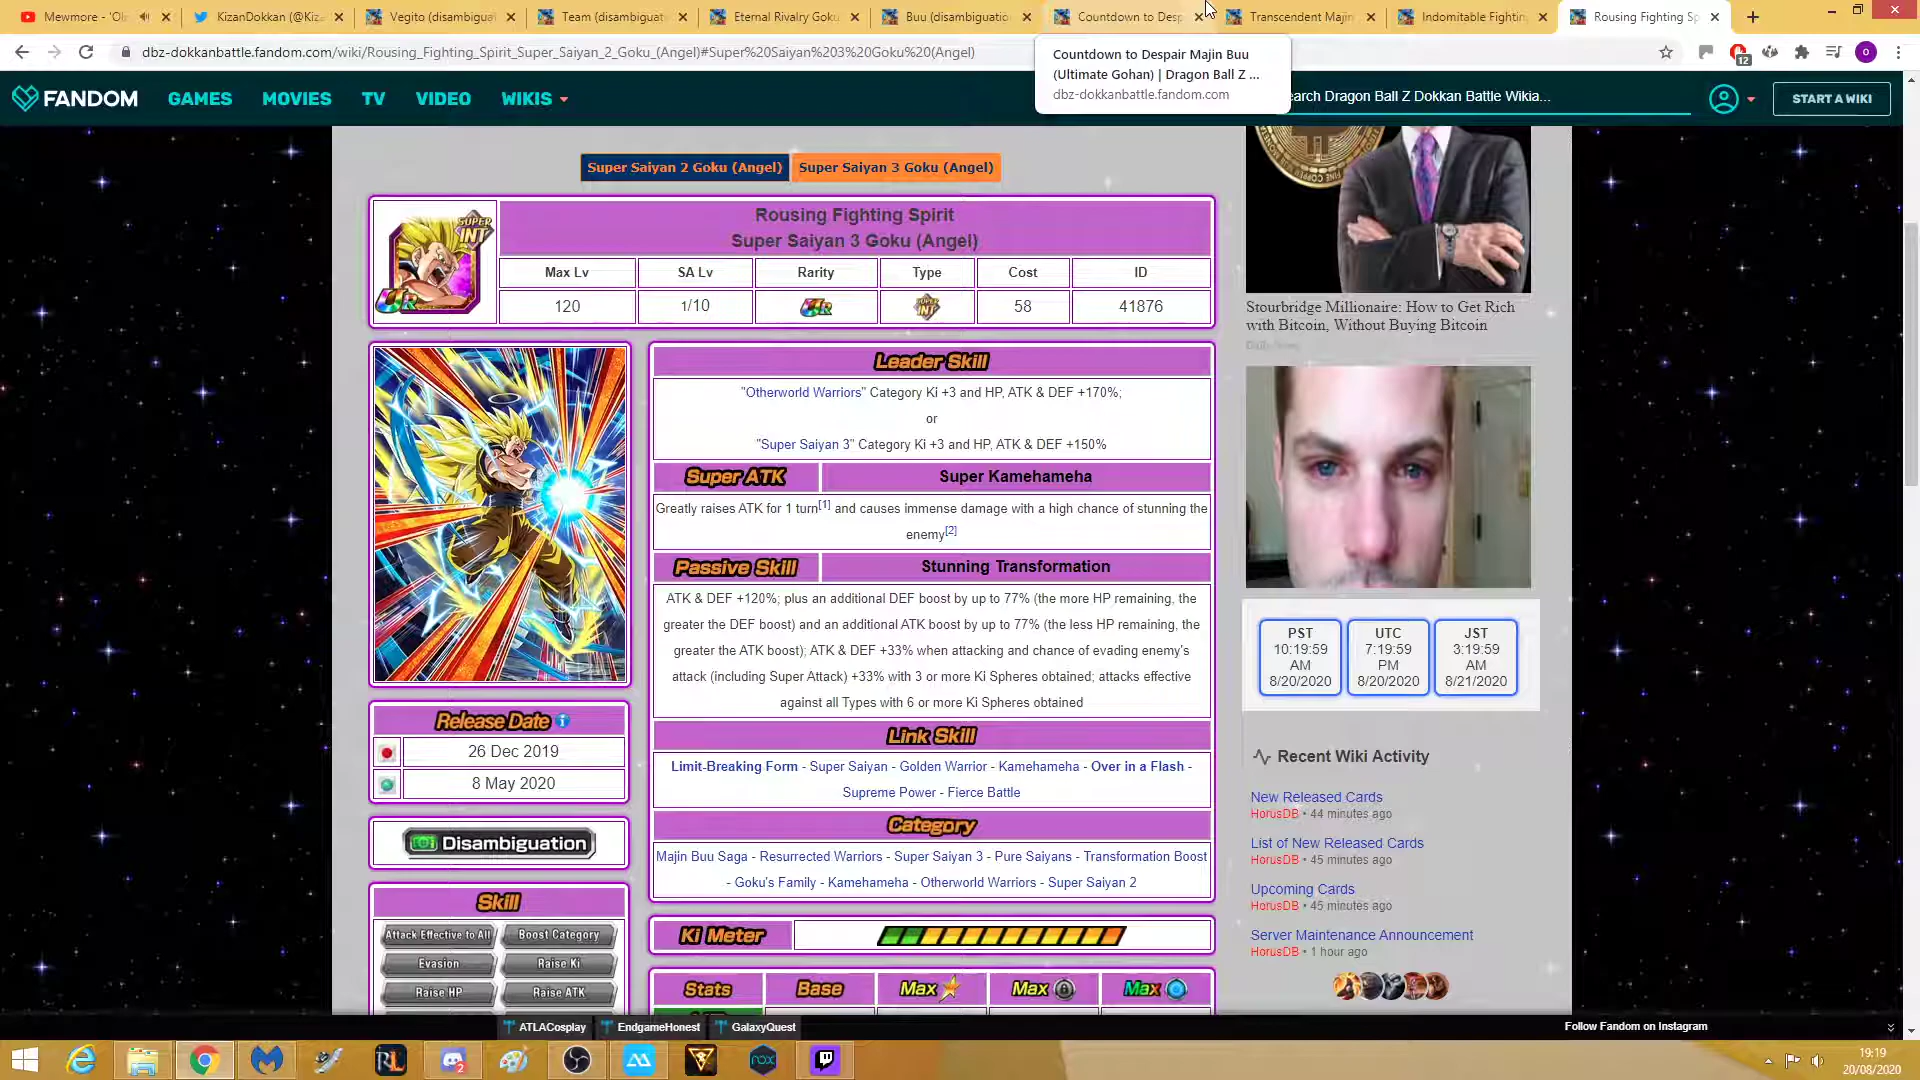 Mewmore - 'Ol
KizanDokkan (@Kiza
Vegito (disambigua
Team (disambiguat
Eternal Rivalry Goku
Buu (disambiguatio
Countdown to Desp
Transcendent Majin
Indomitable Fighting
Rousing Fighting Sp
dbz-dokkanbattle.fandom.com/wiki/Rousing_Fighting_Spirit_Super_Saiyan_2_Goku_(Angel)#Super%20Saiyan%203%20Goku%20(Angel)
12
O
Countdown to Despair Majin Buu
(Ultimate Gohan) | Dragon Ball Z ...
dbz-dokkanbattle.fandom.com
FANDOM
GAMES
MOVIES
TV
VIDEO
WIKIS
earch Dragon Ball Z Dokkan Battle Wikia...
START A WIKI
Super Saiyan 2 Goku (Angel)
Super Saiyan 3 Goku (Angel)
SUPER
INT
UR
Rousing Fighting Spirit
Super Saiyan 3 Goku (Angel)
Max Lv
SA Lv
Rarity
Type
Cost
ID
120
1/10
UR
SUPER
INT
58
41876
Leader Skill
"Otherworld Warriors" Category Ki +3 and HP, ATK & DEF +170%;
or
"Super Saiyan 3" Category Ki +3 and HP, ATK & DEF +150%
Super ATK
Super Kamehameha
Greatly raises ATK for 1 turn[1] and causes immense damage with a high chance of stunning the
enemy[2]
Passive Skill
Stunning Transformation
ATK & DEF +120%; plus an additional DEF boost by up to 77% (the more HP remaining, the
greater the DEF boost) and an additional ATK boost by up to 77% (the less HP remaining, the
greater the ATK boost); ATK & DEF +33% when attacking and chance of evading enemy's
attack (including Super Attack) +33% with 3 or more Ki Spheres obtained; attacks effective
against all Types with 6 or more Ki Spheres obtained
Link Skill
Limit-Breaking Form - Super Saiyan - Golden Warrior - Kamehameha - Over in a Flash -
Supreme Power - Fierce Battle
Category
Majin Buu Saga - Resurrected Warriors - Super Saiyan 3 - Pure Saiyans - Transformation Boost
- Goku's Family - Kamehameha - Otherworld Warriors - Super Saiyan 2
Ki Meter
Stats
Base
Max
Max
Max
Release Date
26 Dec 2019
8 May 2020
Disambiguation
Skill
Attack Effective to All
Boost Category
Evasion
Raise Ki
Raise HP
Raise ATK
Stourbridge Millionaire: How to Get Rich
with Bitcoin, Without Buying Bitcoin
PST
10:19:59
AM
8/20/2020
UTC
7:19:59
PM
8/20/2020
JST
3:19:59
AM
8/21/2020
Recent Wiki Activity
New Released Cards
HorusDB • 44 minutes ago
List of New Released Cards
HorusDB • 45 minutes ago
Upcoming Cards
HorusDB • 45 minutes ago
Server Maintenance Announcement
HorusDB • 1 hour ago
ATLACosplay
EndgameHonest
GalaxyQuest
Follow Fandom on Instagram
RL
2
nox
19:19
20/08/2020